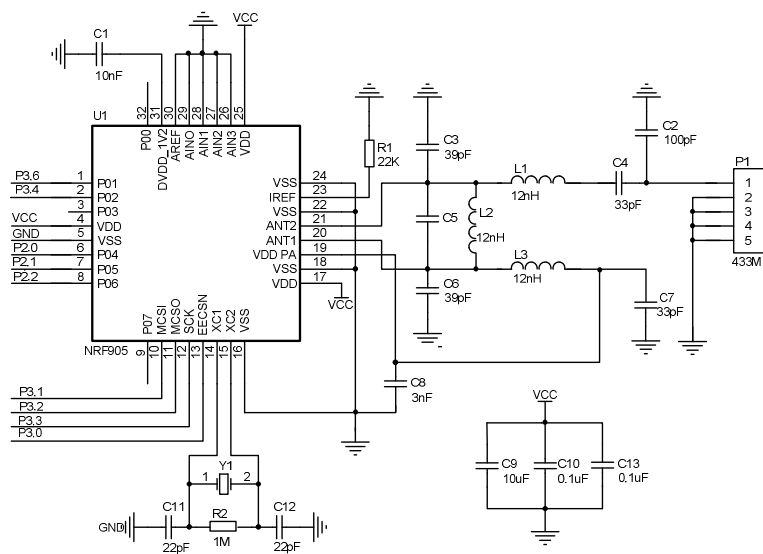 VCC
C1
10nF
32
31
30
29
28
27
26
25
U1
P00
DVDD_1V2
AREF
AIN0
AIN1
AIN2
AIN3
VDD
P3.6 1 P01
P3.4 2 P02
3 P03
VCC 4 VDD
GND 5 VSS
P2.0 6 P04
P2.1 7 P05
P2.2 8 P06
VSS 24
IREF 23
VSS 22
ANT2 21
ANT1 20
VDD PA 19
VSS 18
VDD 17
VCC
P07
MCSI
MCSO
SCK
EECSN
XC1
XC2
VSS
NRF905
9
10
11
12
13
14
15
16
P3.1
P3.2
P3.3
P3.0
R1
22K
C3
39pF
C5
L2
12nH
C6
39pF
L1
12nH
L3
12nH
C4
33pF
C2
100pF
C7
33pF
P1
1
2
3
4
5
433M
C8
3nF
Y1
1 2
GND
C11
22pF
R2
1M
C12
22pF
VCC
C9
10uF
C10
0.1uF
C13
0.1uF